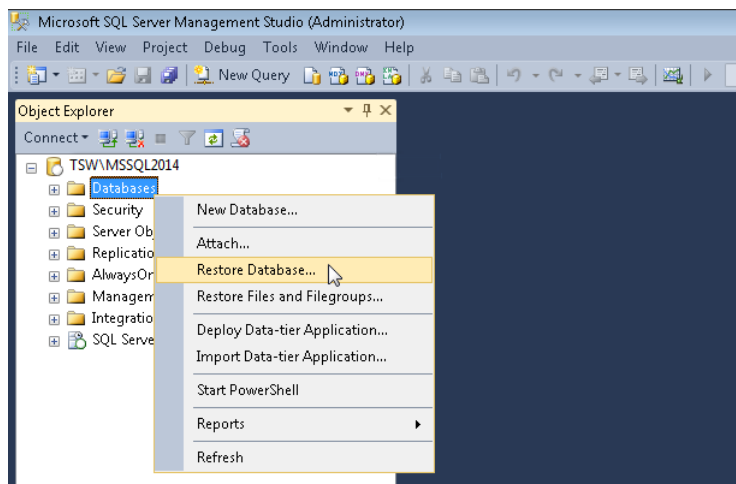 Microsoft SQL Server Management Studio (Administrator)
File Edit View Project Debug Tools Window Help
New Query
Object Explorer
Connect
TSW\MSSQL2014
Databases
Security
Server Ob
Replicatio
AlwaysOn
Managem
Integratio
SQL Serve
New Database...
Attach...
Restore Database...
Restore Files and Filegroups...
Deploy Data-tier Application...
Import Data-tier Application...
Start PowerShell
Reports
Refresh